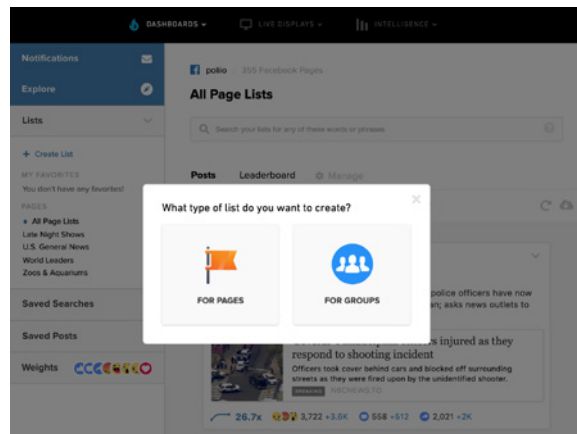 DASHBOARDS
LIVE DISPLAYS
INTELLIGENCE
Notifications
Explore
Lists
+ Create List
MY FAVORITES
You don't have any favorites!
PAGES
All Page Lists
Late Night Shows
U.S. General News
World Leaders
Zoos & Aquariums
Saved Searches
Saved Posts
Weights
355 Facebook Pages
All Page Lists
Search your lists for any of these words or phrases
Posts Leaderboard Manage
What type of list do you want to create?
FOR PAGES
FOR GROUPS
police officers have now
asks news outlets to
injured as they
respond to shooting incident
Officers took cover behind cars and blocked off surrounding
streets as they were fired upon by the unidentified shooter.
26.7x 3,722 +3.6K 558 +512 2,021 +2K